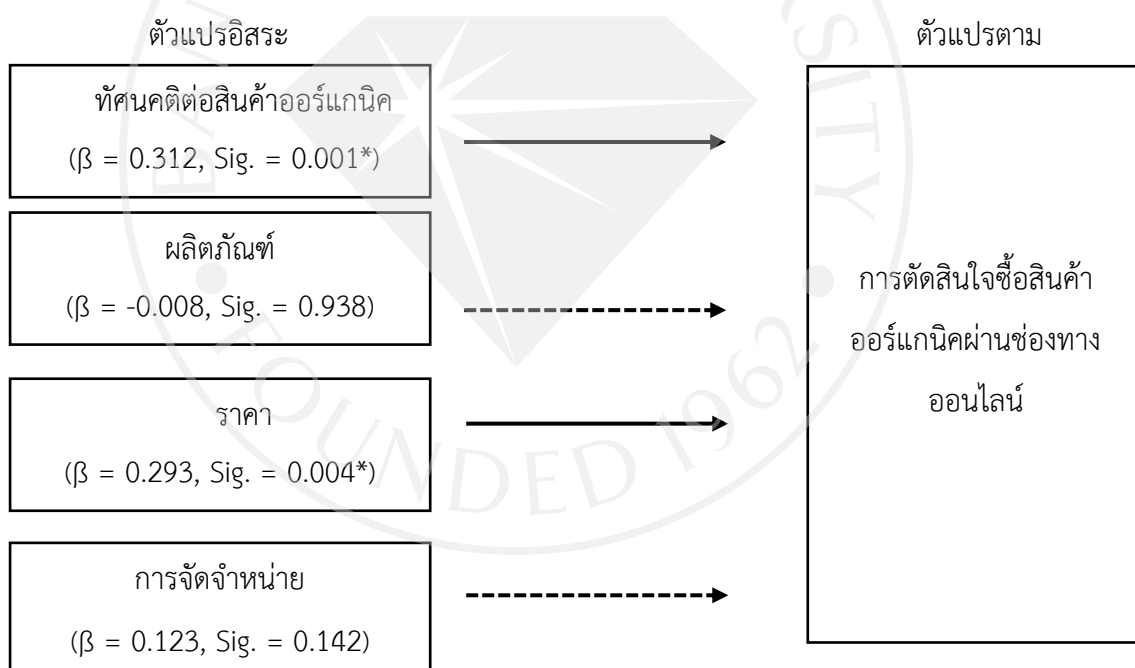 ตัวแปรอิสระ
ตัวแปรตาม
ทัศนคติต่อสินค้าออร์แกนิค
(β = 0.312, Sig. = 0.001*)
ผลิตภัณฑ์
(β = -0.008, Sig. = 0.938)
ราคา
(β = 0.293, Sig. = 0.004*)
การจัดจำหน่าย
(β = 0.123, Sig. = 0.142)
การตัดสินใจซื้อสินค้า
ออร์แกนิคผ่านช่องทาง
ออนไลน์
FOUNDED 1962